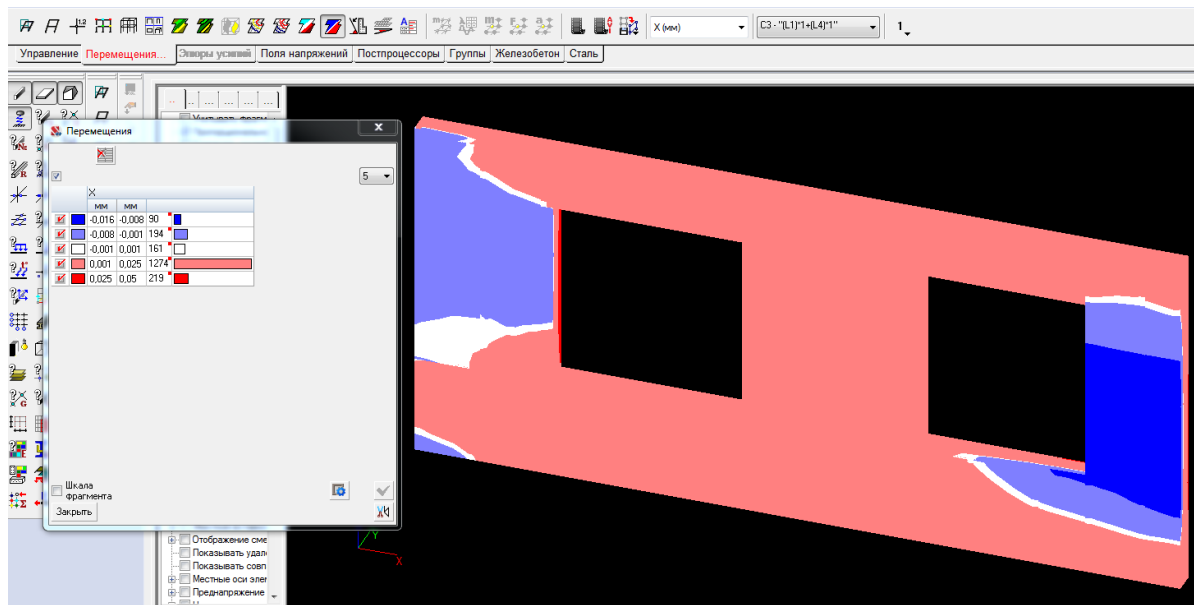 X (мм)
C3 - "(L1)*1+(L4)*1"
1
Управление Перемещения... Эпюры усилий Поля напряжений Постпроцессоры Группы Железобетон Сталь
Перемещения
5
X
мм мм
-0,016 -0,008 90
-0,008 -0,001 194
-0,001 0,001 161
0,001 0,025 1274
0,025 0,05 219
Шкала
фрагмента
Закрыть
Отображение сме
Показывать удал
Показывать совп
Местные оси элем
Преднапряжение
Y
X